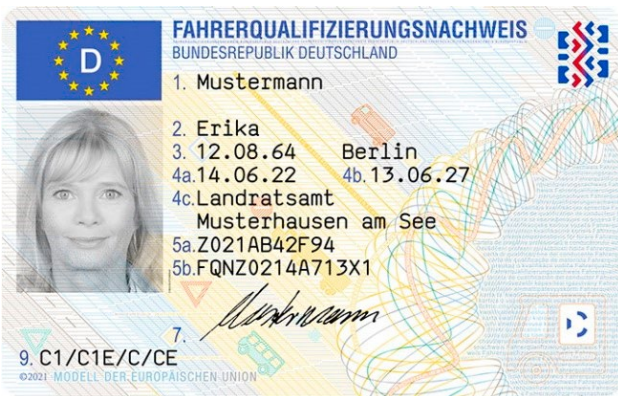 D
FAHRERQUALIFIZIERUNGSNACHWEIS
BUNDESREPUBLIK DEUTSCHLAND
1. Mustermann
2. Erika
3. 12.08.64 Berlin
4a. 14.06.22 4b. 13.06.27
4c. Landratsamt
Musterhausen am See
5a. Z021AB42F94
5b. FQNZ0214A713X1
7. Mustermann
9. C1/C1E/C/CE
©2021 MODELL DER EUROPÄISCHEN UNION